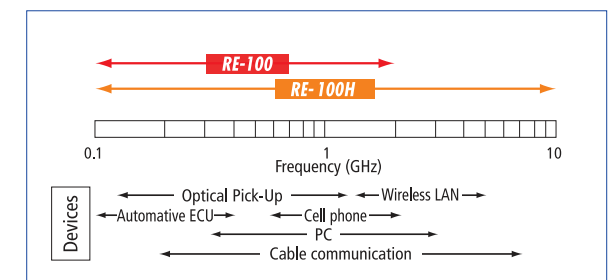 RE-100
RE-100H
0.1 1 10
Frequency (GHz)
Devices
Optical Pick-Up Wireless LAN
Automative ECU Cell phone
PC
Cable communication